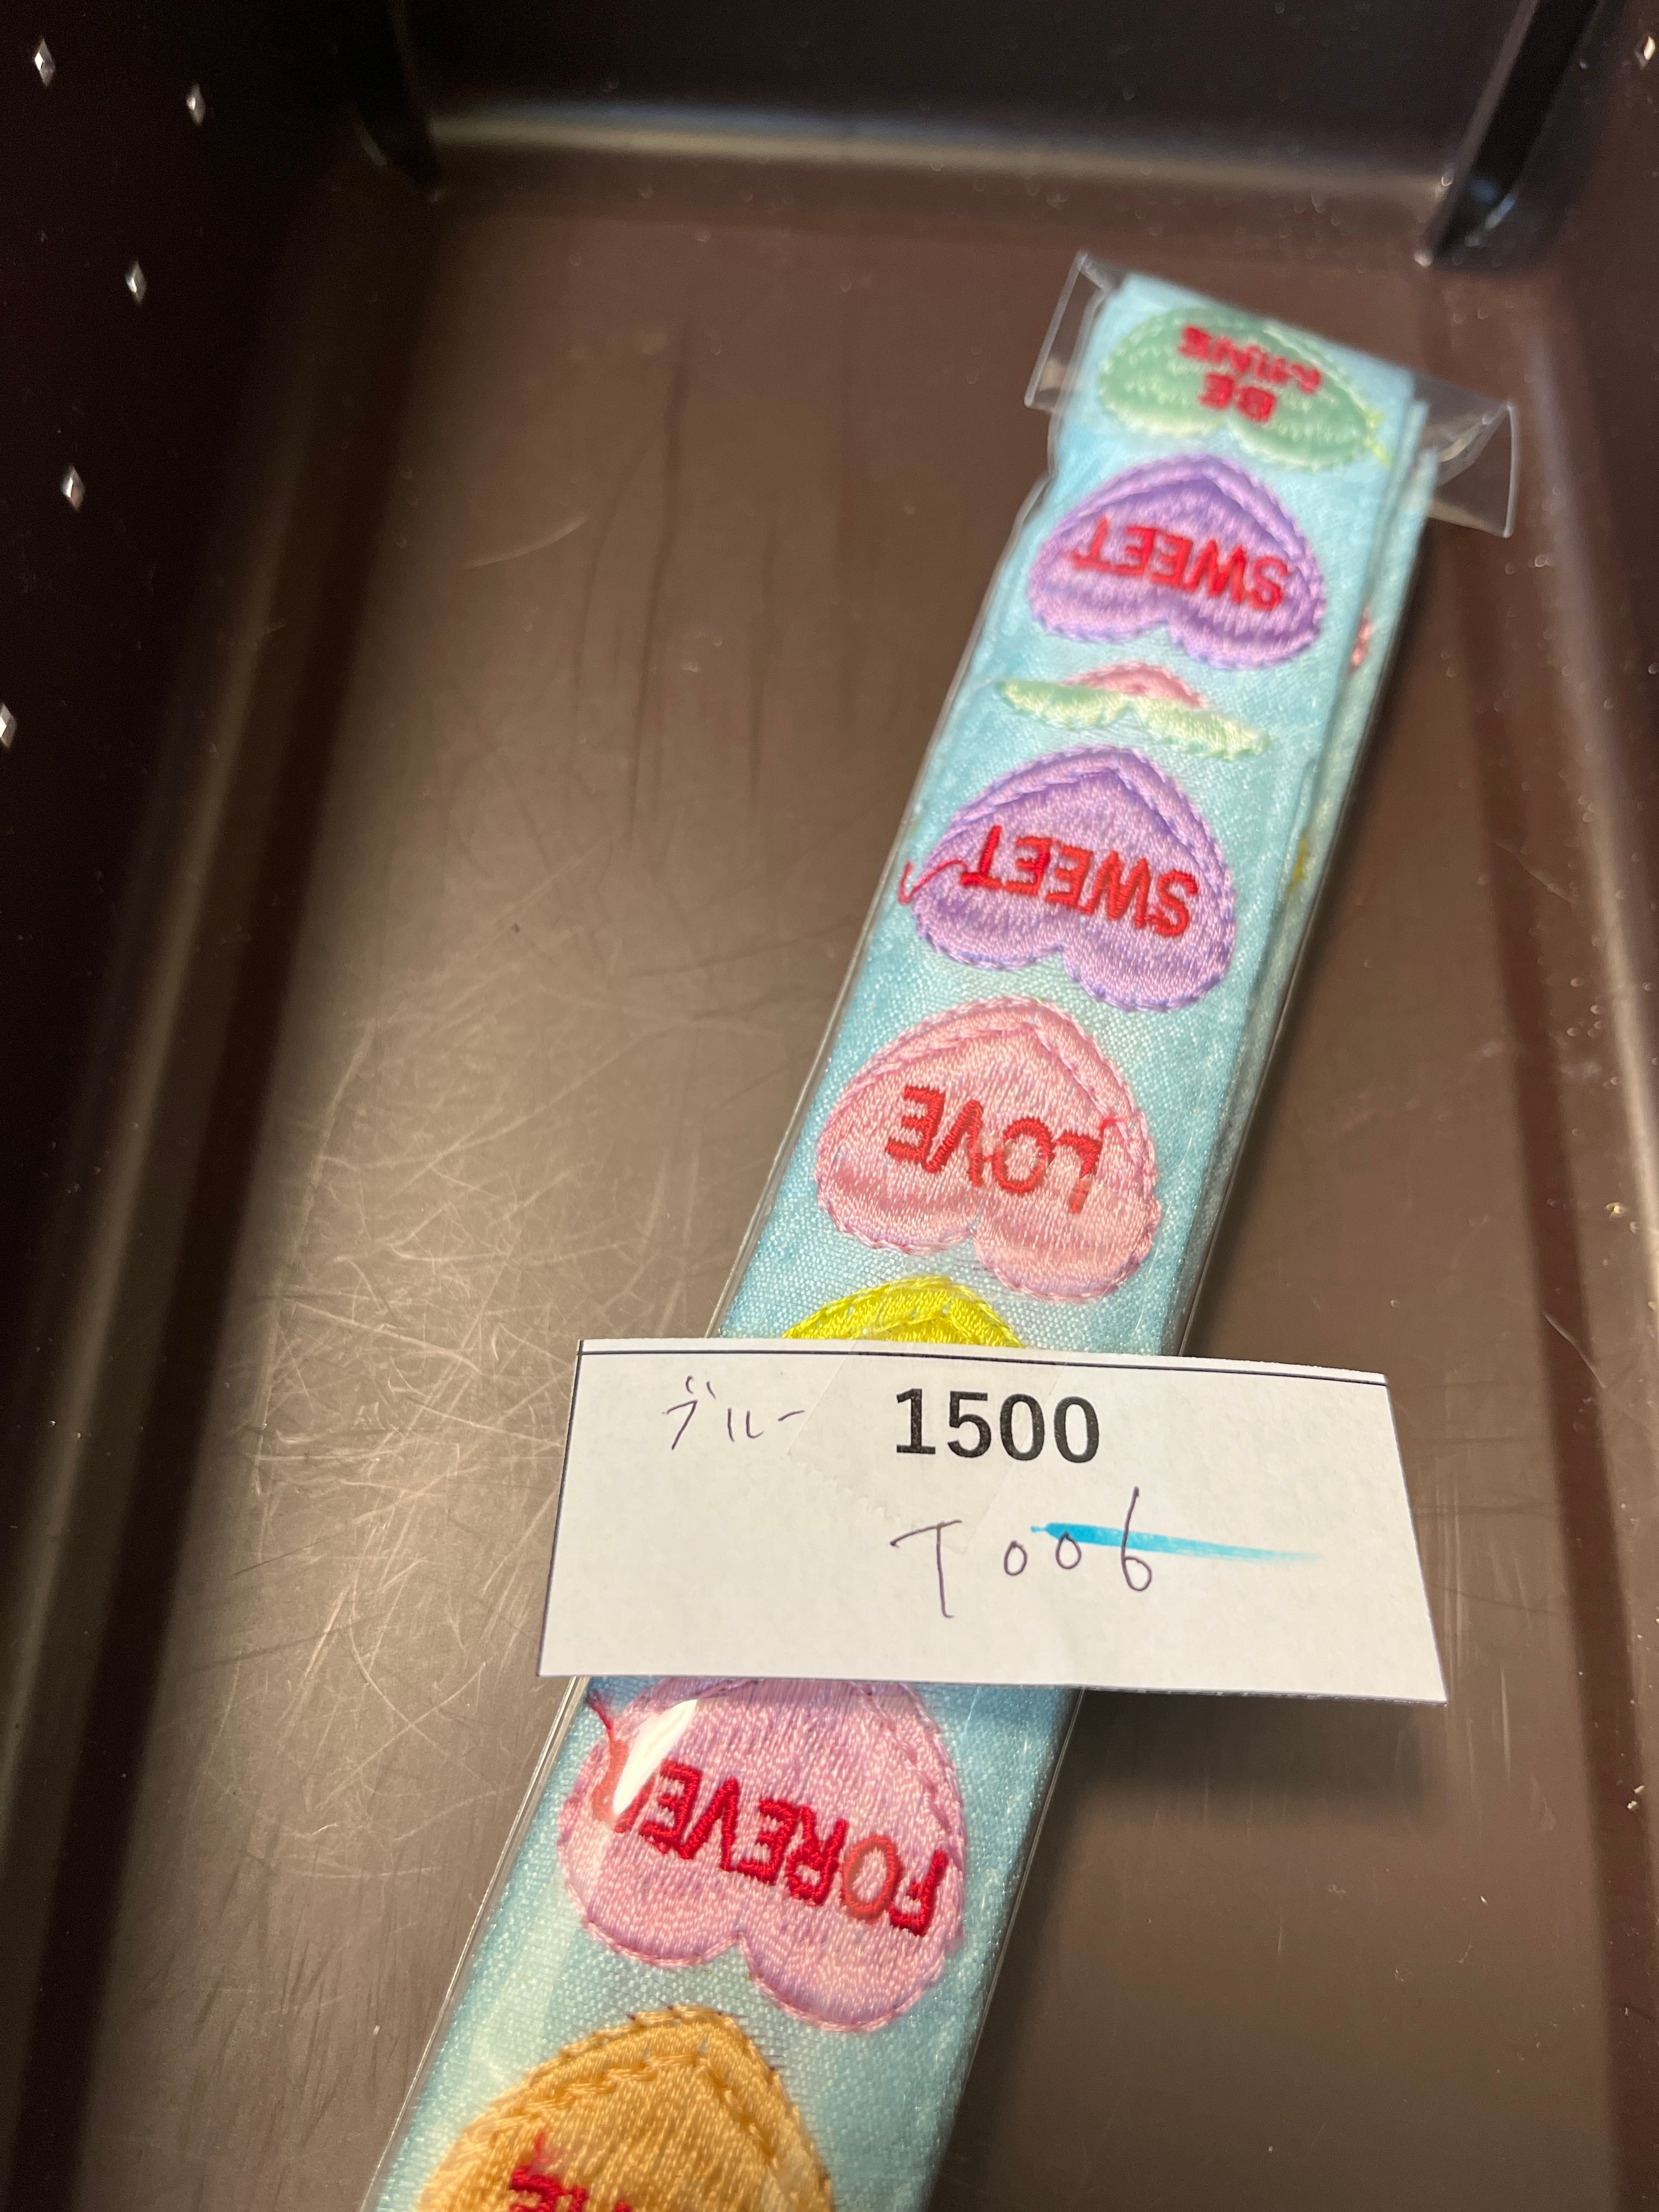 BE
MINE
SWEET
SWEET
LOVE
ブルー 1500
T006
FOREVER